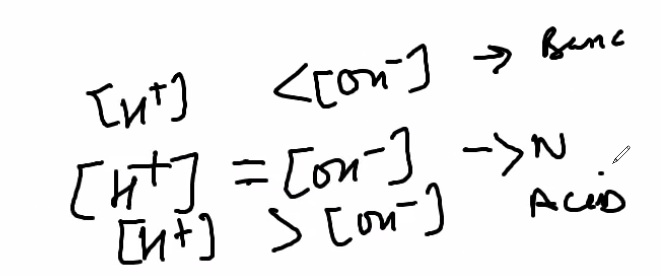 [H⁺] < [OH⁻] → Basic
[H⁺] = [OH⁻] → N
[H⁺] > [OH⁻] Acid